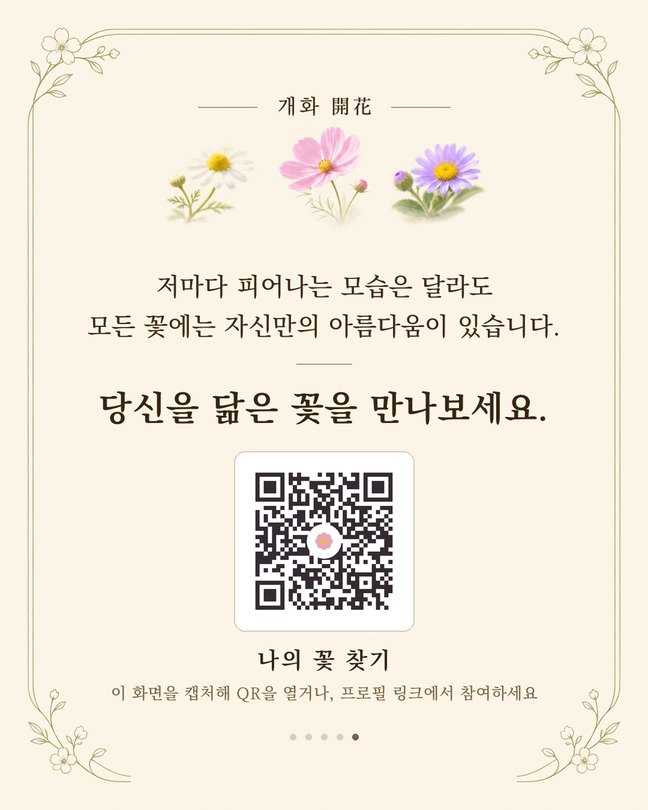 개화 開花
저마다 피어나는 모습은 달라도
모든 꽃에는 자신만의 아름다움이 있습니다.
당신을 닮은 꽃을 만나보세요.
나의 꽃 찾기
이 화면을 캡처해 QR을 열거나, 프로필 링크에서 참여하세요